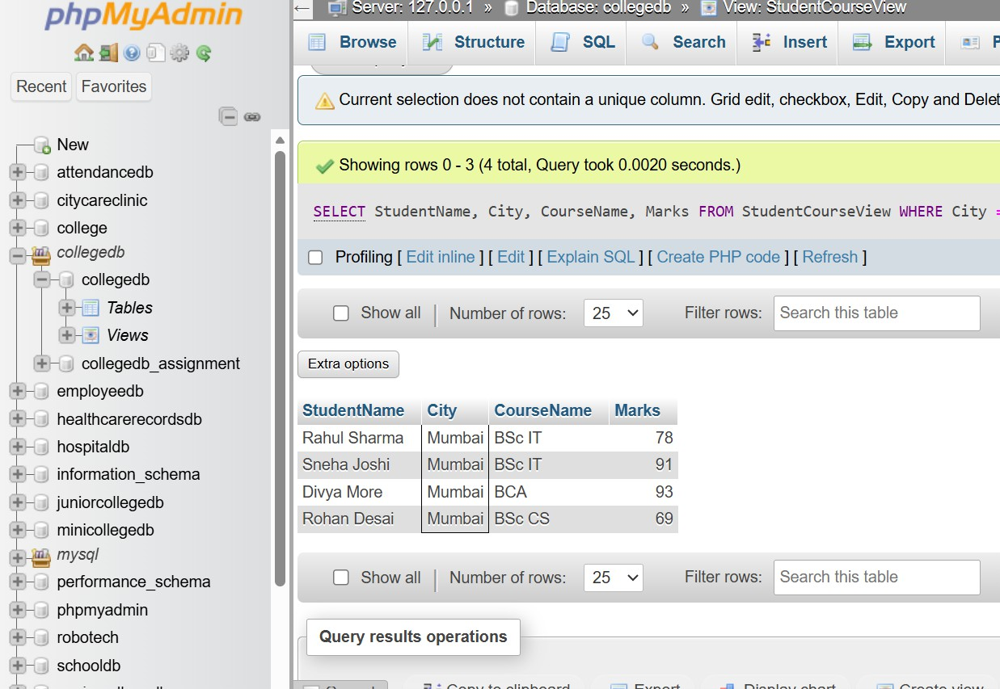 phpMyAdmin
Recent
Favorites
New
attendancedb
citycareclinic
college
collegedb
collegedb
Tables
Views
collegedb_assignment
employeedb
healthcarerecordsdb
hospitaldb
information_schema
juniorcollegedb
minicollegedb
mysql
performance_schema
phpmyadmin
robotech
schooldb
Server: 127.0.0.1 » Database: collegedb » View: StudentCourseView
Browse Structure SQL Search Insert Export
Current selection does not contain a unique column. Grid edit, checkbox, Edit, Copy and Delet
Showing rows 0 - 3 (4 total, Query took 0.0020 seconds.)
SELECT StudentName, City, CourseName, Marks FROM StudentCourseView WHERE City =
Profiling [ Edit inline ] [ Edit ] [ Explain SQL ] [ Create PHP code ] [ Refresh ]
Show all | Number of rows: 25 Filter rows: Search this table
Extra options
StudentName City CourseName Marks
Rahul Sharma Mumbai BSc IT 78
Sneha Joshi Mumbai BSc IT 91
Divya More Mumbai BCA 93
Rohan Desai Mumbai BSc CS 69
Show all | Number of rows: 25 Filter rows: Search this table
Query results operations
Copy to clipboard Export Display chart Create view